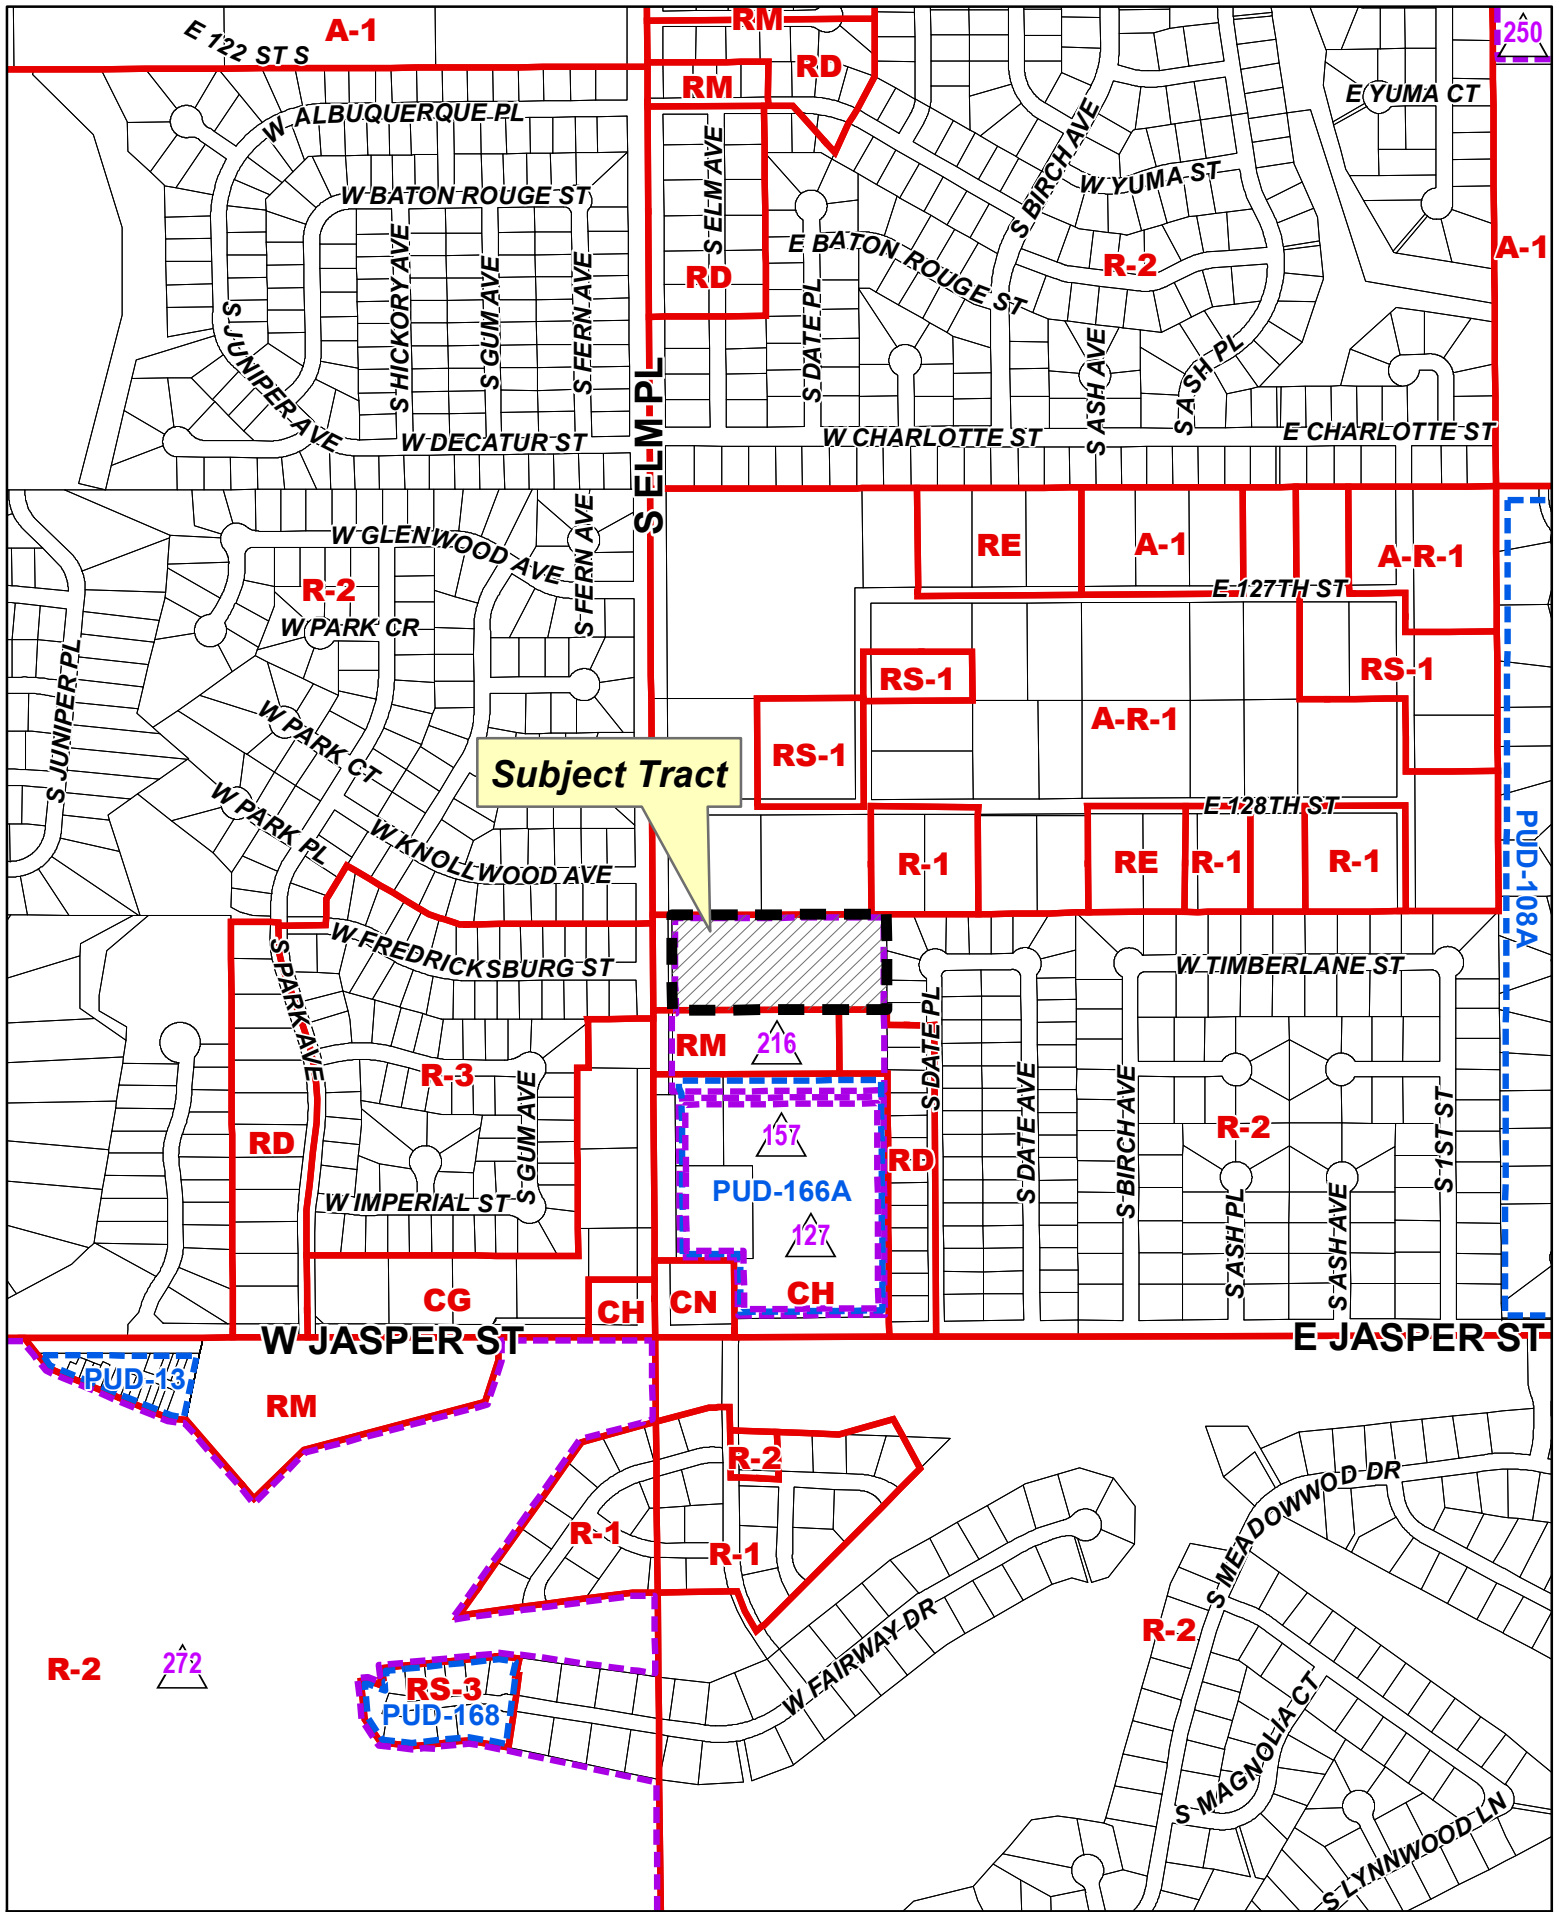 A-1
E 122 ST S
RM
RD
RM
250
E YUMA CT
W ALBUQUERQUE PL
S ELM AVE
S BIRCH AVE
W YUMA ST
W BATON ROUGE ST
E BATON ROUGE ST
A-1
R-2
RD
S HICKORY AVE
S GUM AVE
S FERN AVE
S DATE PL
S JUNIPER AVE
S ASH AVE
S ASH PL
S ELM PL
W DECATUR ST
W CHARLOTTE ST
E CHARLOTTE ST
W GLENWOOD AVE
S FERN AVE
RE
A-1
A-R-1
R-2
E 127TH ST
W PARK CR
S JUNIPER PL
RS-1
RS-1
A-R-1
W PARK CT
RS-1
Subject Tract
W PARK PL
E 128TH ST
W KNOLLWOOD AVE
R-1
RE
R-1
R-1
PUD-108A
W FREDRICKSBURG ST
W TIMBERLANE ST
S PARK AVE
RM
216
S DATE PL
R-3
S GUM AVE
S DATE AVE
S BIRCH AVE
S 1ST ST
RD
157
R-2
RD
PUD-166A
W IMPERIAL ST
127
S ASH PL
S ASH AVE
CG
CH
CN
CH
W JASPER ST
E JASPER ST
PUD-13
RM
R-2
S MEADOWWOD DR
R-1
R-1
W FAIRWAY DR
R-2
R-2
272
RS-3
PUD-168
S MAGNOLIA CT
S LYNNWOOD LN